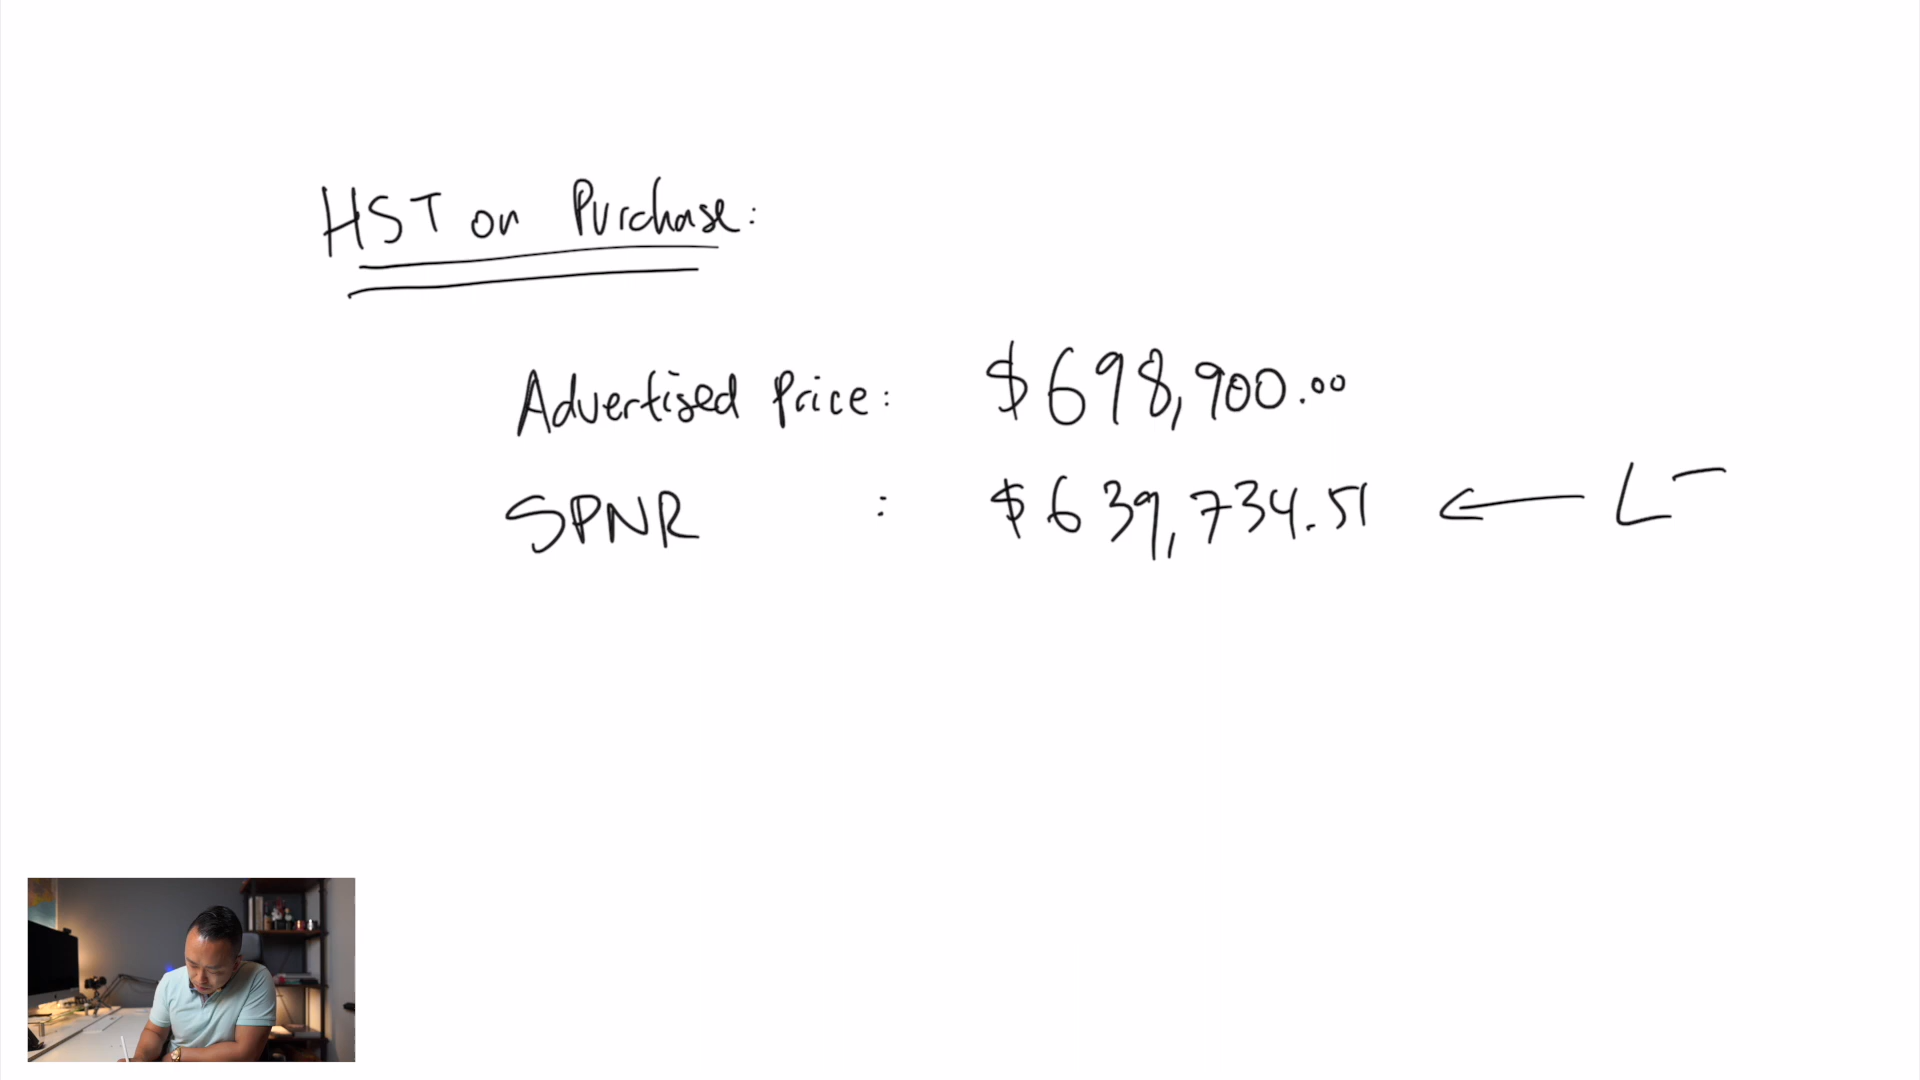 HST on Purchase:
Advertised Price: $698,900.00
SPNR : $639,734.51 ← L